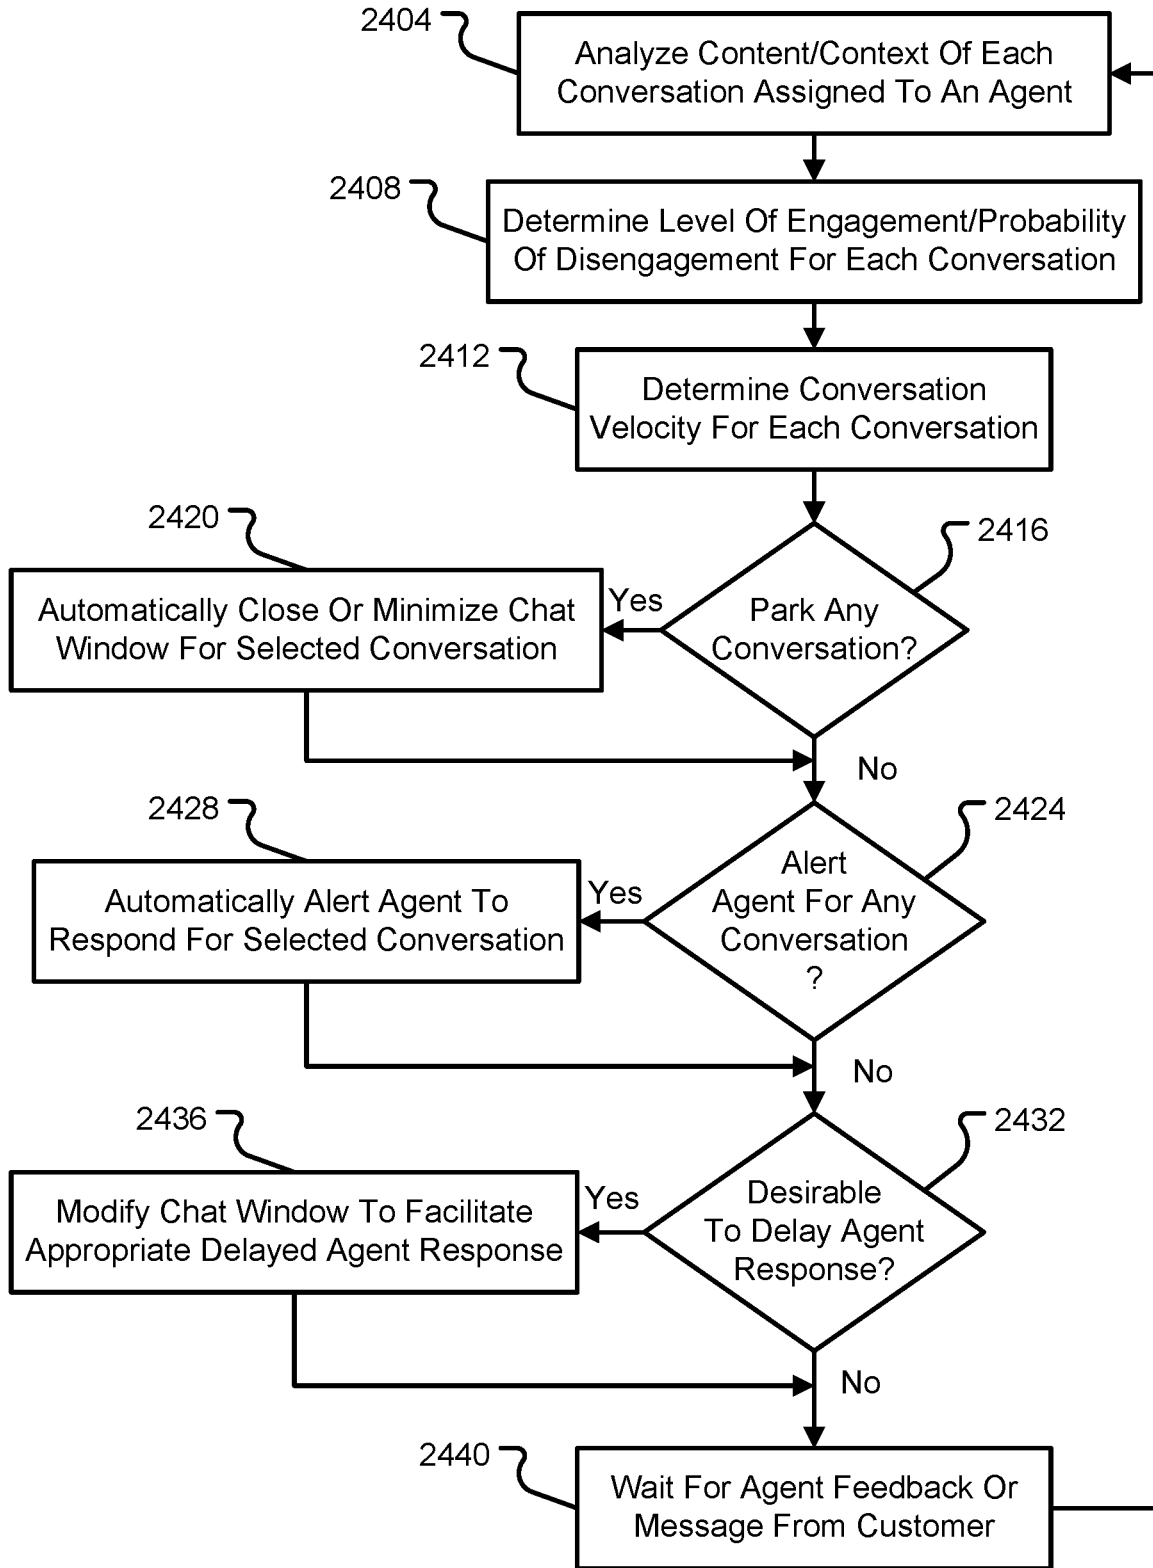 2404
Analyze Content/Context Of Each
Conversation Assigned To An Agent
2408
Determine Level Of Engagement/Probability
Of Disengagement For Each Conversation
2412
Determine Conversation
Velocity For Each Conversation
2420
2416
Automatically Close Or Minimize Chat
Window For Selected Conversation
Yes
Park Any
Conversation?
No
2428
2424
Automatically Alert Agent To
Respond For Selected Conversation
Yes
Alert
Agent For Any
Conversation
?
No
2436
2432
Modify Chat Window To Facilitate
Appropriate Delayed Agent Response
Yes
Desirable
To Delay Agent
Response?
No
2440
Wait For Agent Feedback Or
Message From Customer